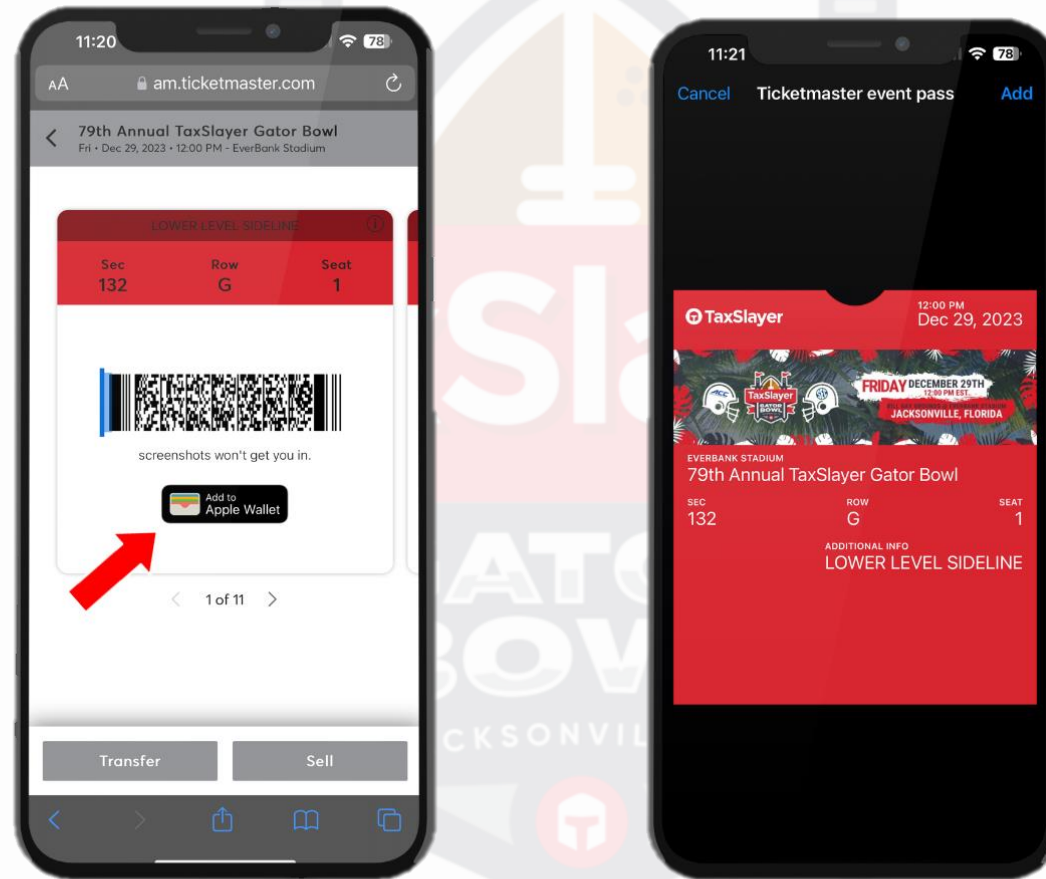 11:20
78
AA
am.ticketmaster.com
79th Annual TaxSlayer Gator Bowl
Fri • Dec 29, 2023 • 12:00 PM - EverBank Stadium
LOWER LEVEL SIDELINE
Sec
Row
Seat
132
G
1
screenshots won't get you in.
Add to
Apple Wallet
1 of 11
Transfer
Sell
11:21
78
Cancel
Ticketmaster event pass
Add
TaxSlayer
12:00 PM
Dec 29, 2023
ACC
TaxSlayer
GATOR
BOWL
FRIDAY DECEMBER 29TH
12:00 PM EST
JACKSONVILLE, FLORIDA
EVERBANK STADIUM
79th Annual TaxSlayer Gator Bowl
SEC
ROW
SEAT
132
G
1
ADDITIONAL INFO
LOWER LEVEL SIDELINE